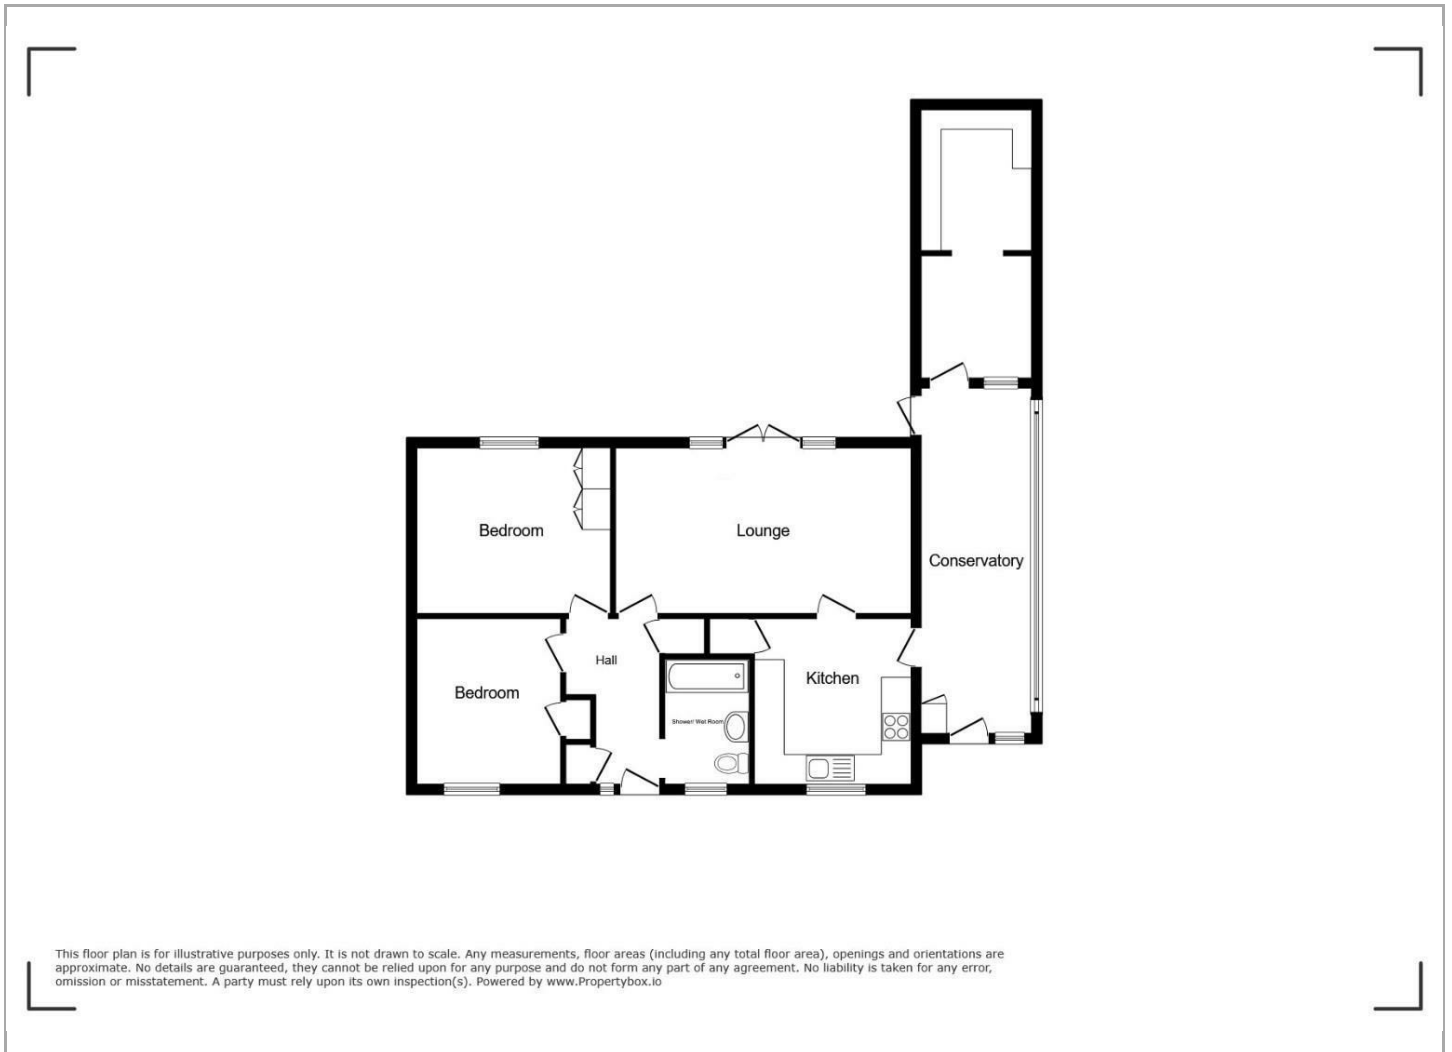 Bedroom
Lounge
Conservatory
Hall
Kitchen
Bedroom
Shower/ Wet Room
This floor plan is for illustrative purposes only. It is not drawn to scale. Any measurements, floor areas (including any total floor area), openings and orientations are
approximate. No details are guaranteed, they cannot be relied upon for any purpose and do not form any part of any agreement. No liability is taken for any error,
omission or misstatement. A party must rely upon its own inspection(s). Powered by www.Propertybox.io